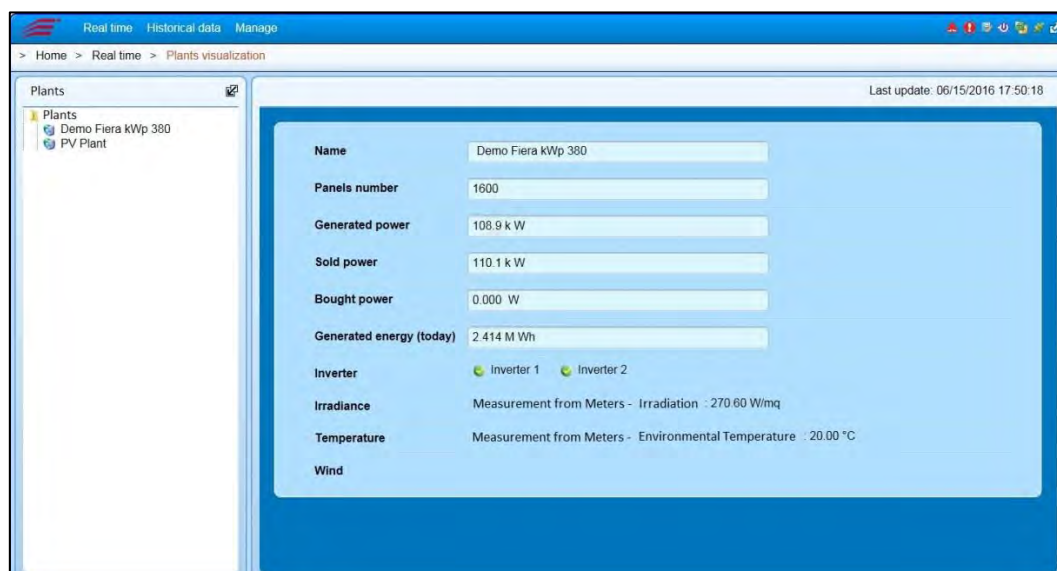 Real time Historical data Manage
> Home > Real time > Plants visualization
Plants
Last update: 06/15/2016 17:50:18
Plants
Demo Fiera kWp 380
PV Plant
Name Demo Fiera kWp 380
Panels number 1600
Generated power 108.9 k W
Sold power 110.1 k W
Bought power 0.000 W
Generated energy (today) 2.414 M Wh
Inverter Inverter 1 Inverter 2
Irradiance Measurement from Meters - Irradiation : 270.60 W/mq
Temperature Measurement from Meters - Environmental Temperature : 20.00 °C
Wind